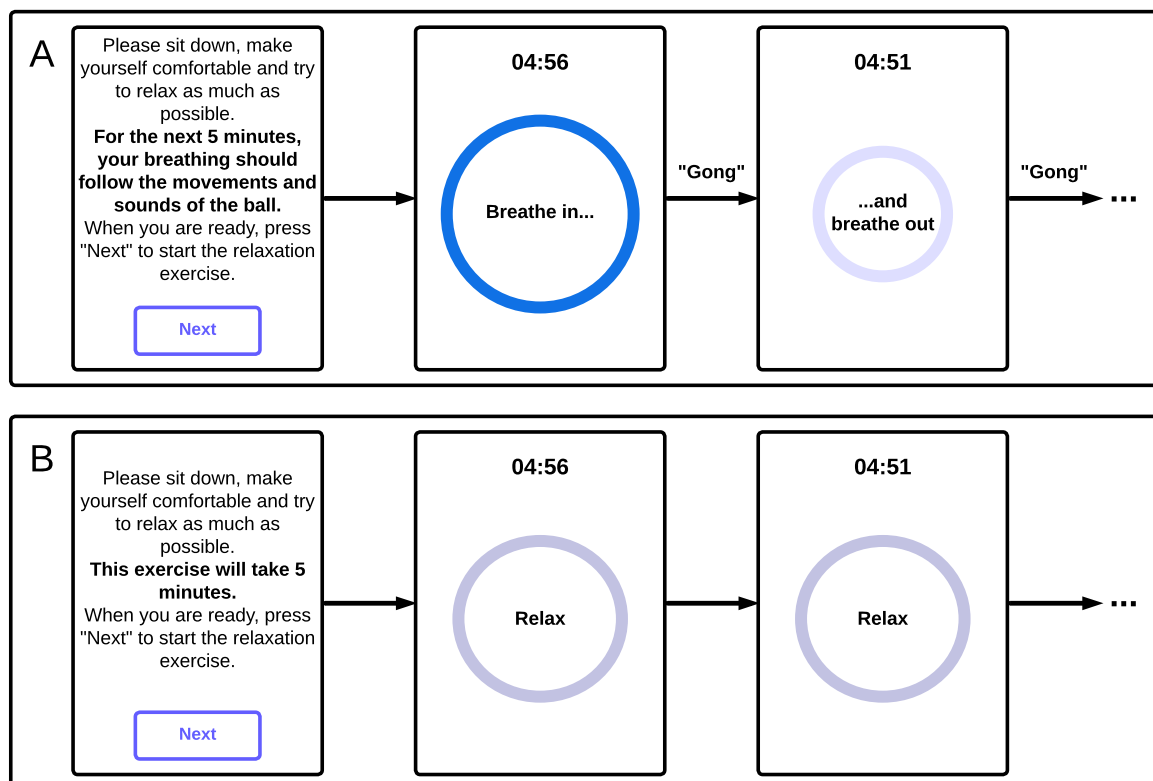 A
Please sit down, make
yourself comfortable and try
to relax as much as
possible.
For the next 5 minutes,
your breathing should
follow the movements and
sounds of the ball.
When you are ready, press
"Next" to start the relaxation
exercise.
Next
04:56
Breathe in...
"Gong"
04:51
...and
breathe out
"Gong"
...
B
Please sit down, make
yourself comfortable and try
to relax as much as
possible.
This exercise will take 5
minutes.
When you are ready, press
"Next" to start the relaxation
exercise.
Next
04:56
Relax
04:51
Relax
...